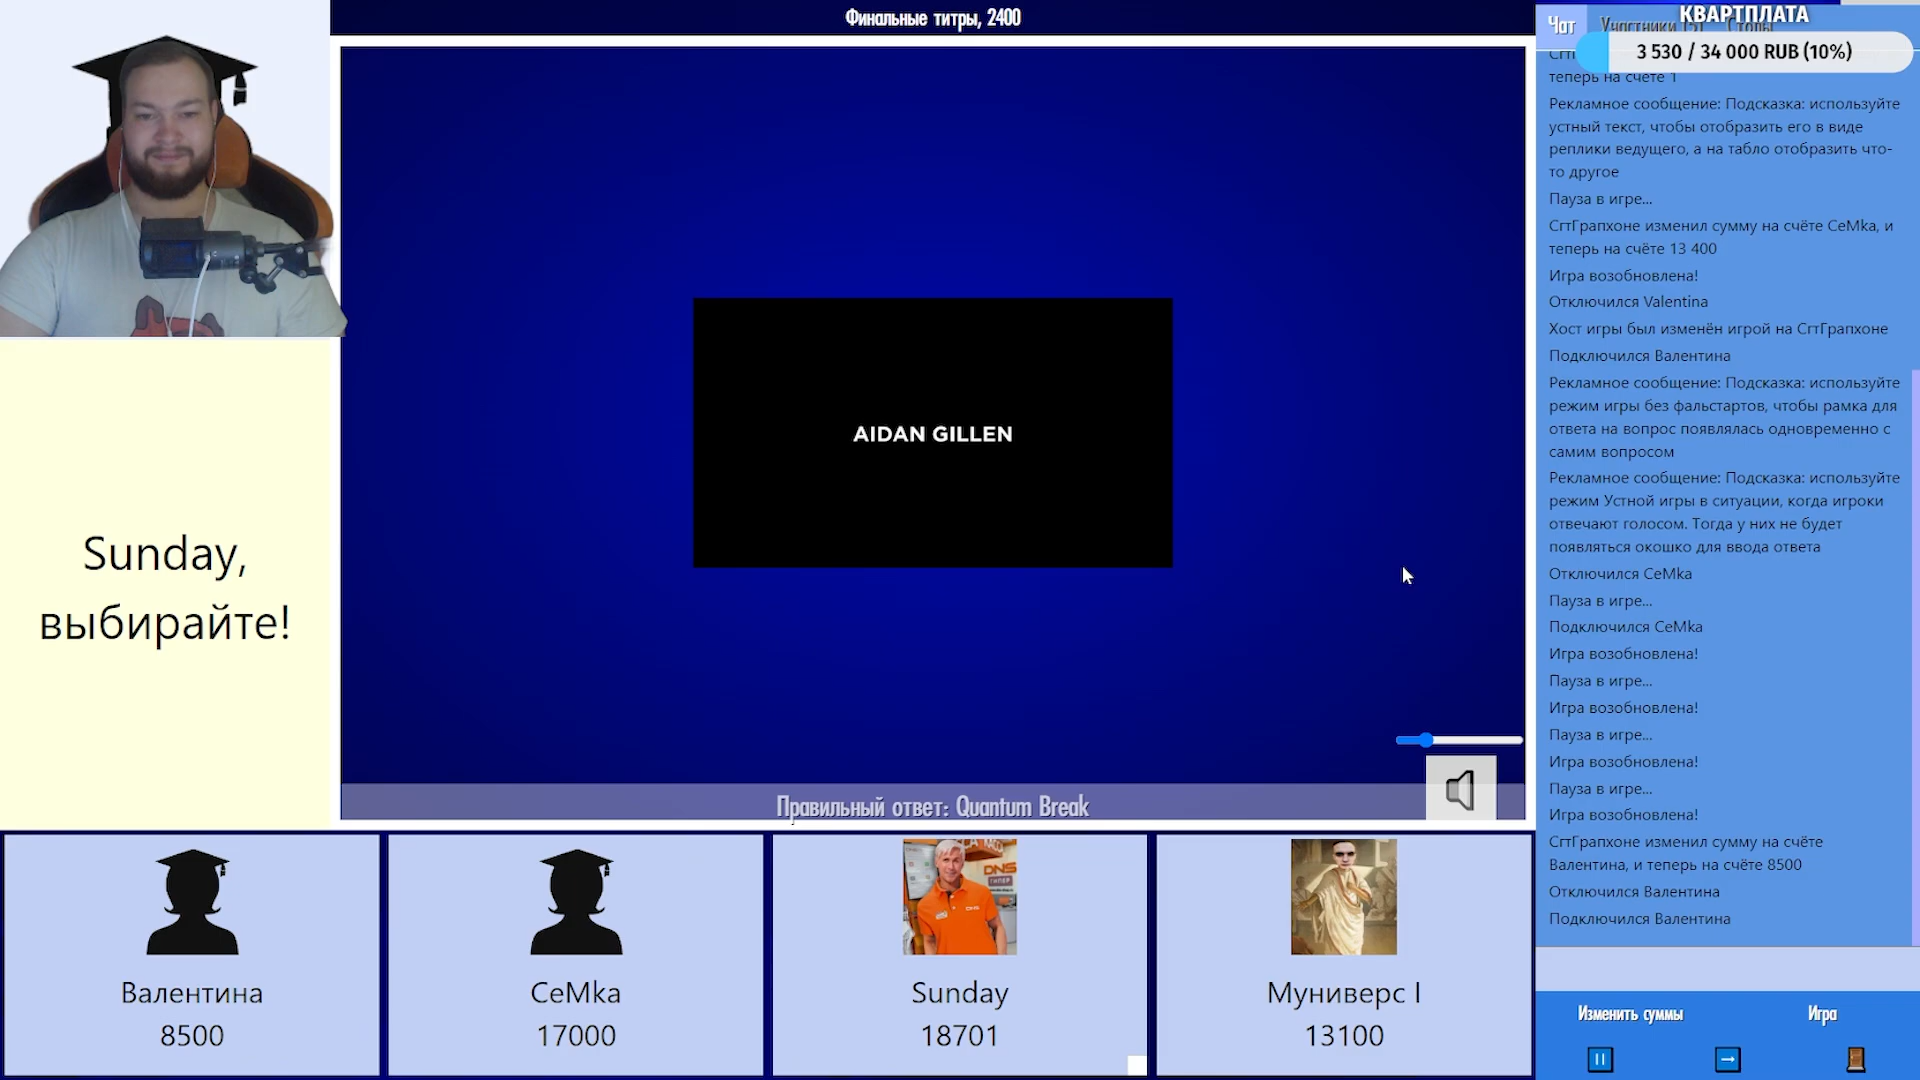 Финальные титры, 2400
AIDAN GILLEN
Правильный ответ: Quantum Break
Sunday,
выбирайте!
Валентина
8500
CeMka
17000
DNS
ГИПЕР
Sunday
18701
Муниверс I
13100
Чат
Участники (5)
Столы
КВАРТПЛАТА
3 530 / 34 000 RUB (10%)
теперь на счёте 1
Рекламное сообщение: Подсказка: используйте
устный текст, чтобы отобразить его в виде
реплики ведущего, а на табло отобразить что-
то другое
Пауза в игре...
СгтГрапхоне изменил сумму на счёте CeMka, и
теперь на счёте 13 400
Игра возобновлена!
Отключился Valentina
Хост игры был изменён игрой на СгтГрапхоне
Подключился Валентина
Рекламное сообщение: Подсказка: используйте
режим игры без фальстартов, чтобы рамка для
ответа на вопрос появлялась одновременно с
самим вопросом
Рекламное сообщение: Подсказка: используйте
режим Устной игры в ситуации, когда игроки
отвечают голосом. Тогда у них не будет
появляться окошко для ввода ответа
Отключился CeMka
Пауза в игре...
Подключился CeMka
Игра возобновлена!
Пауза в игре...
Игра возобновлена!
Пауза в игре...
Игра возобновлена!
Пауза в игре...
Игра возобновлена!
СгтГрапхоне изменил сумму на счёте
Валентина, и теперь на счёте 8500
Отключился Валентина
Подключился Валентина
Изменить суммы
Игра